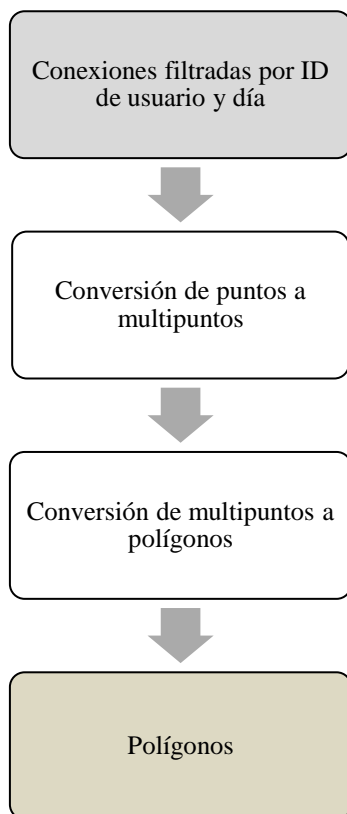 Conexiones filtradas por ID
de usuario y día
Conversión de puntos a
multipuntos
Conversión de multipuntos a
polígonos
Polígonos